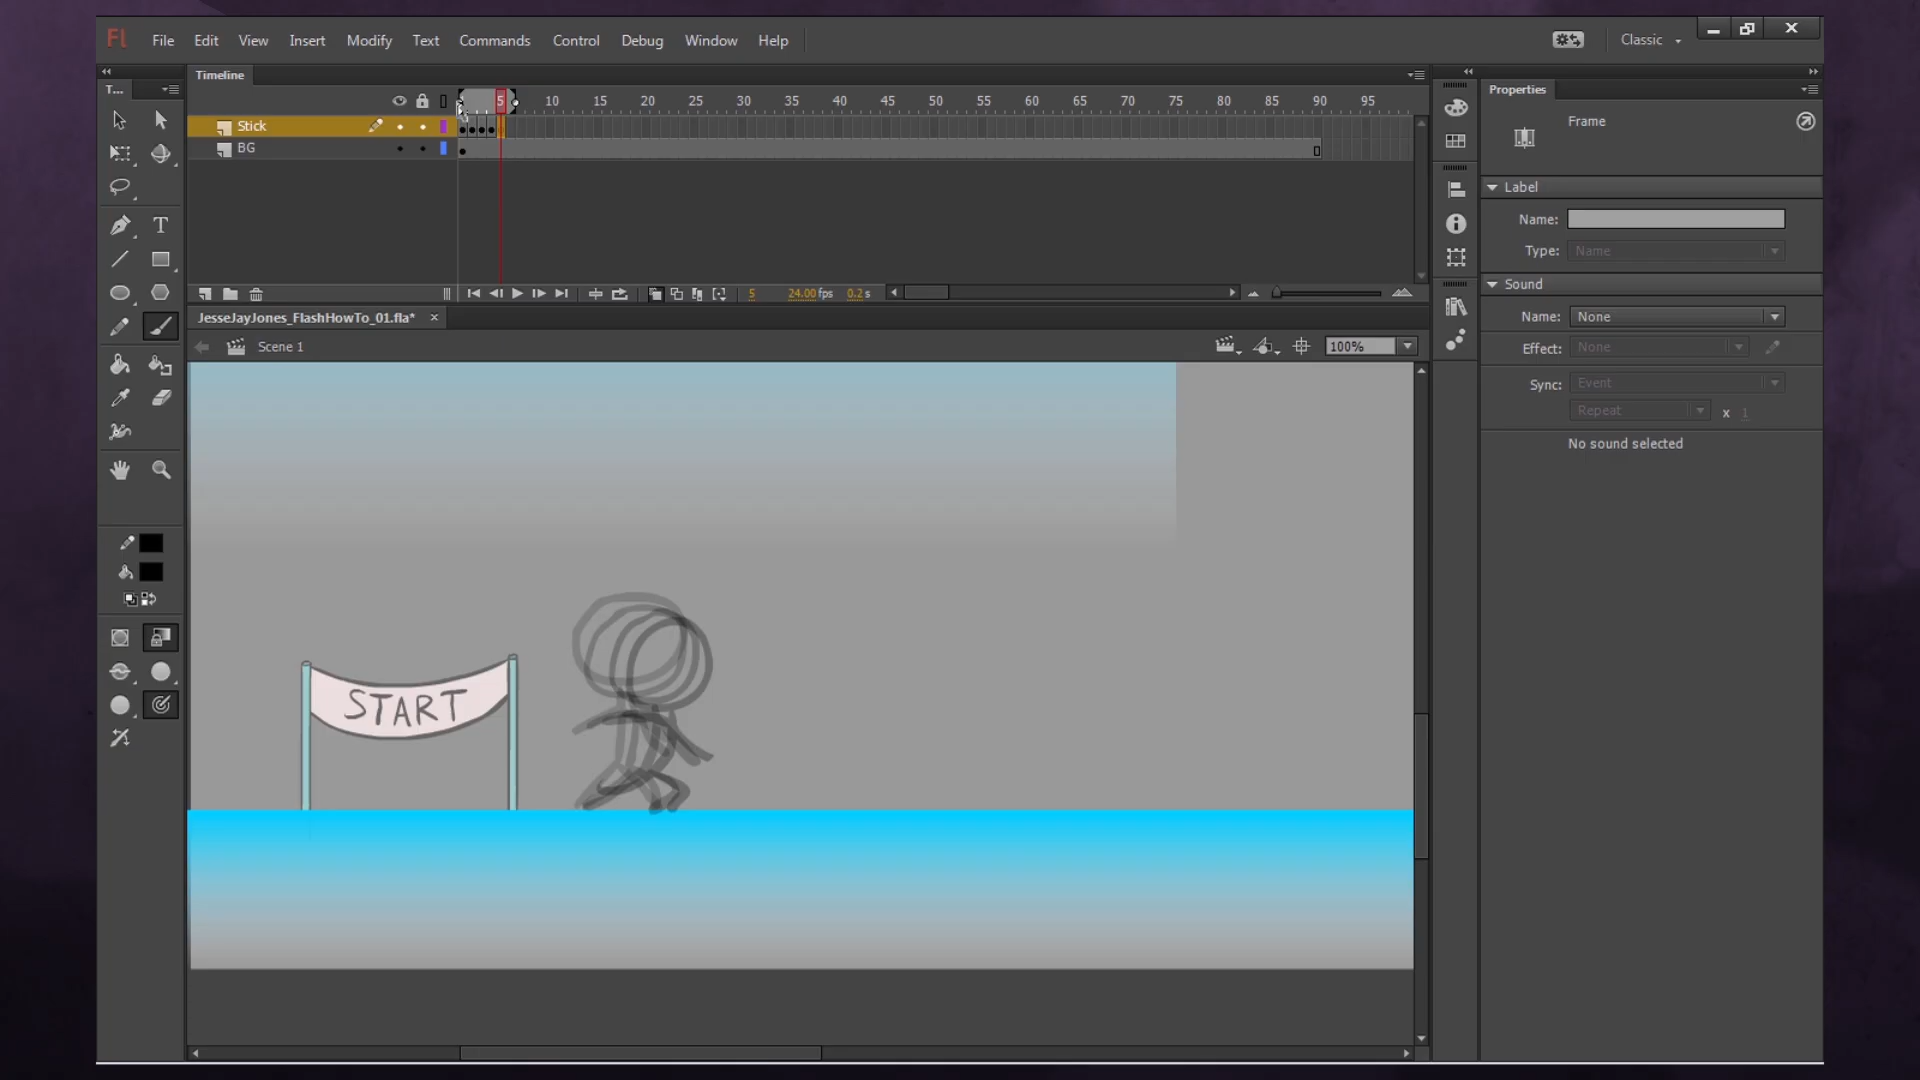 Fl File Edit View Insert Modify Text Commands Control Debug Window Help Classic
T... Timeline Properties
5 10 15 20 25 30 35 40 45 50 55 60 65 70 75 80 85 90 95
Frame
Stick
BG
Label
Name:
Type: Name
Sound
5 24.00 fps 0.2 s
JesseJayJones_FlashHowTo_01.fla* ×
Name: None
Scene 1 100%
Effect: None
Sync: Event
Repeat x 1
No sound selected
START